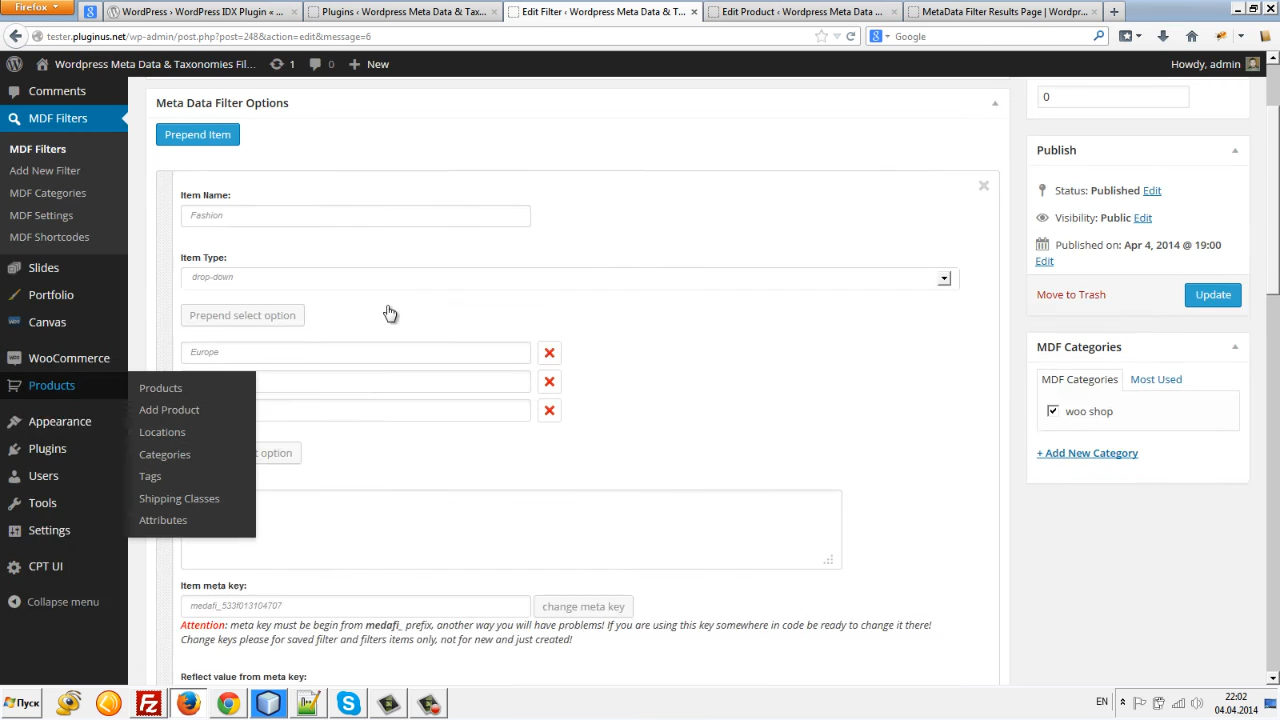 Firefox
WordPress › WordPress IDX Plugin «
Plugins ‹ Wordpress Meta Data & Tax...
Edit Filter ‹ Wordpress Meta Data & T...
Edit Product ‹ Wordpress Meta Data ...
MetaData Filter Results Page | Wordpr...
tester.pluginus.net/wp-admin/post.php?post=248&action=edit&message=6
Google
Wordpress Meta Data & Taxonomies Fil...
1
0
New
Howdy, admin
Comments
MDF Filters
MDF Filters
Add New Filter
MDF Categories
MDF Settings
MDF Shortcodes
Slides
Portfolio
Canvas
WooCommerce
Products
Appearance
Plugins
Users
Tools
Settings
CPT UI
Collapse menu
Products
Add Product
Locations
Categories
Tags
Shipping Classes
Attributes
Meta Data Filter Options
Prepend Item
Item Name:
Fashion
Item Type:
drop-down
Prepend select option
Europe
option
Item meta key:
medafi_533f013104707
change meta key
Attention: meta key must be begin from medafi_ prefix, another way you will have problems! If you are using this key somewhere in code be ready to change it there!
Change keys please for saved filter and filters items only, not for new and just created!
Reflect value from meta key:
0
Publish
Status: Published Edit
Visibility: Public Edit
Published on: Apr 4, 2014 @ 19:00
Edit
Move to Trash
Update
MDF Categories
MDF Categories
Most Used
woo shop
+ Add New Category
Пуск
EN
22:02
04.04.2014